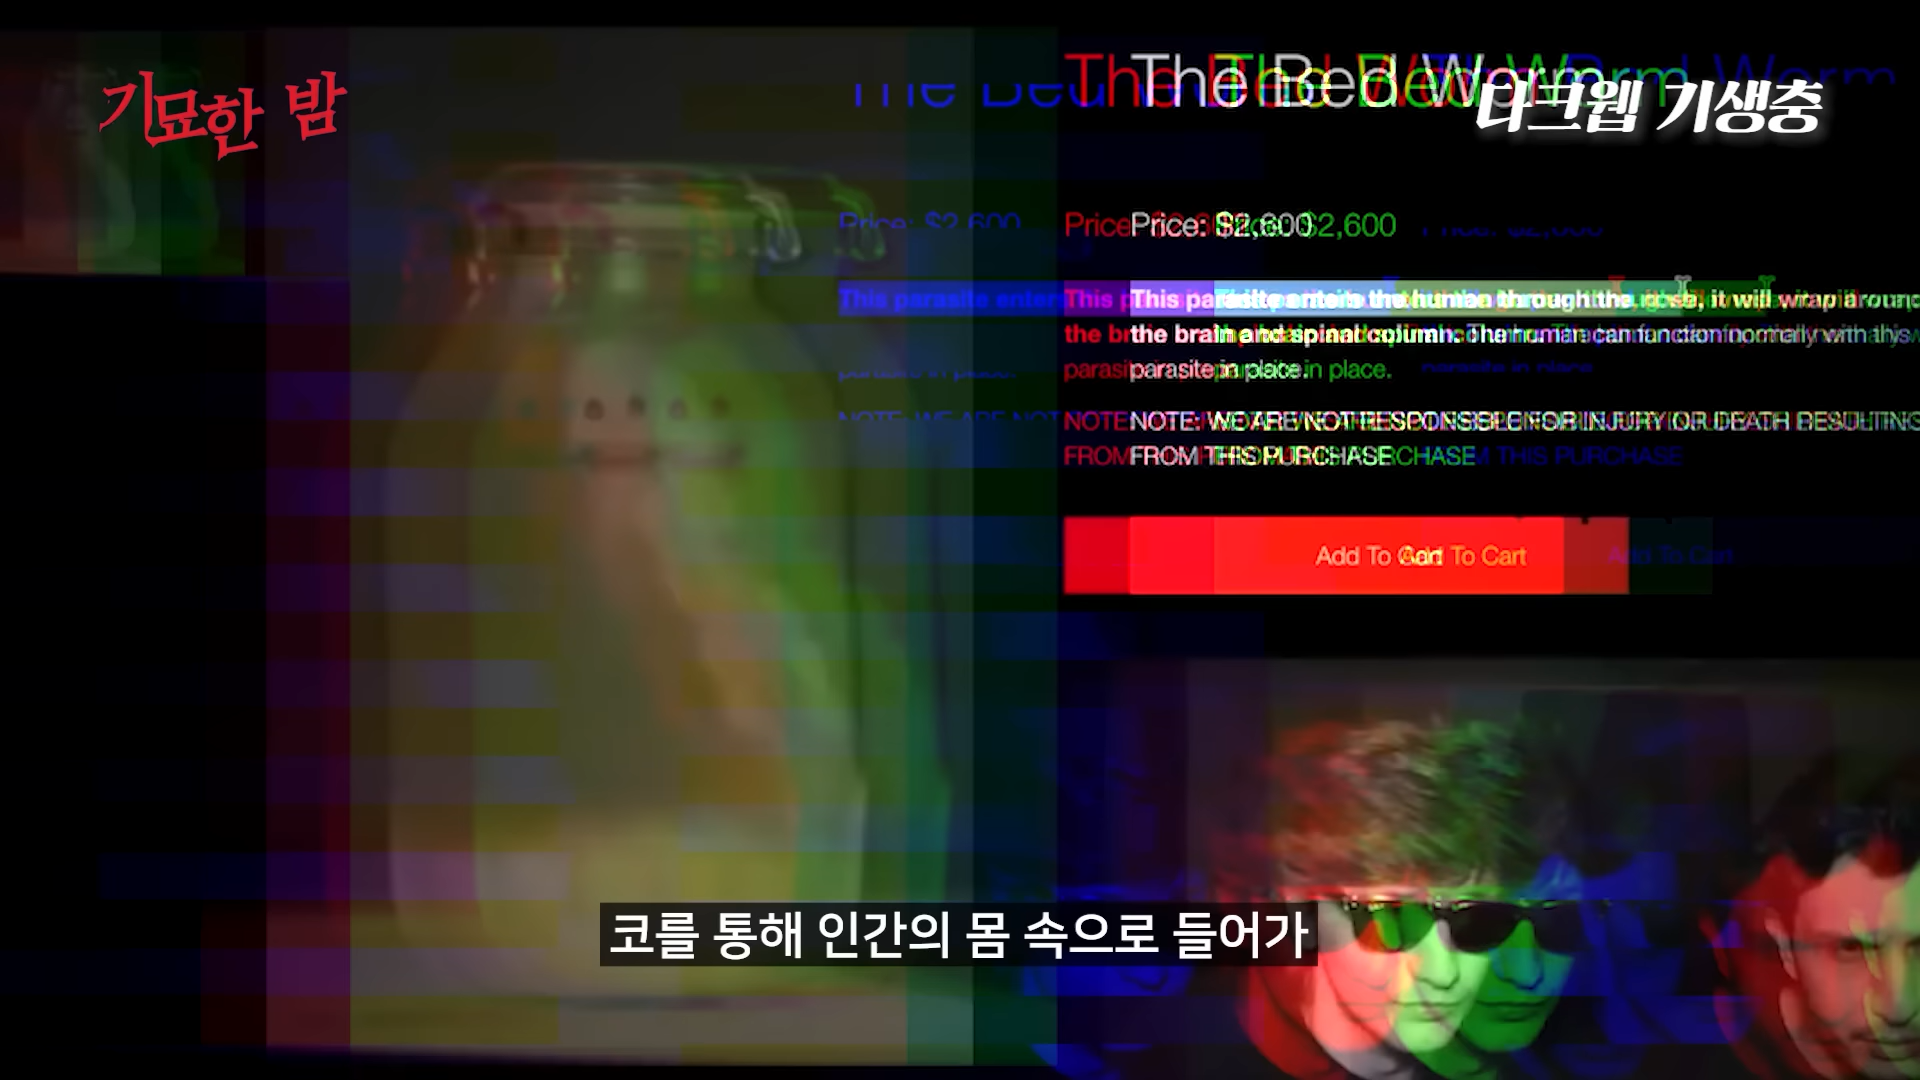 기묘한 밤
다크웹 기생충
The Bed Worm
Price: $2,600
This parasite enters the human through the nose, it will wrap around
the brain and spinal column. The human can function normally with this
parasite in place.
NOTE: WE ARE NOT RESPONSIBLE FOR INJURY OR DEATH RESULTING
FROM THIS PURCHASE
Add To Cart
코를 통해 인간의 몸 속으로 들어가